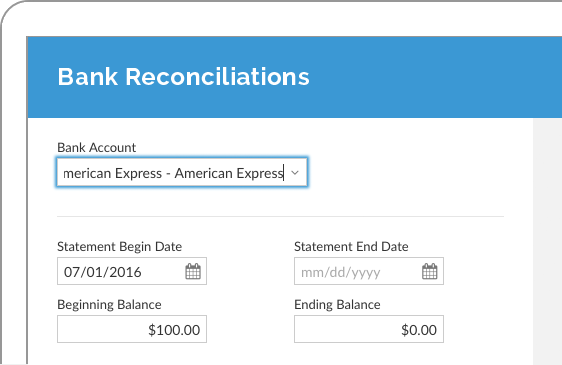 Bank Reconciliations
Bank Account
merican Express - American Express
Statement Begin Date Statement End Date
07/01/2016 mm/dd/yyyy
Beginning Balance Ending Balance
$100.00 $0.00